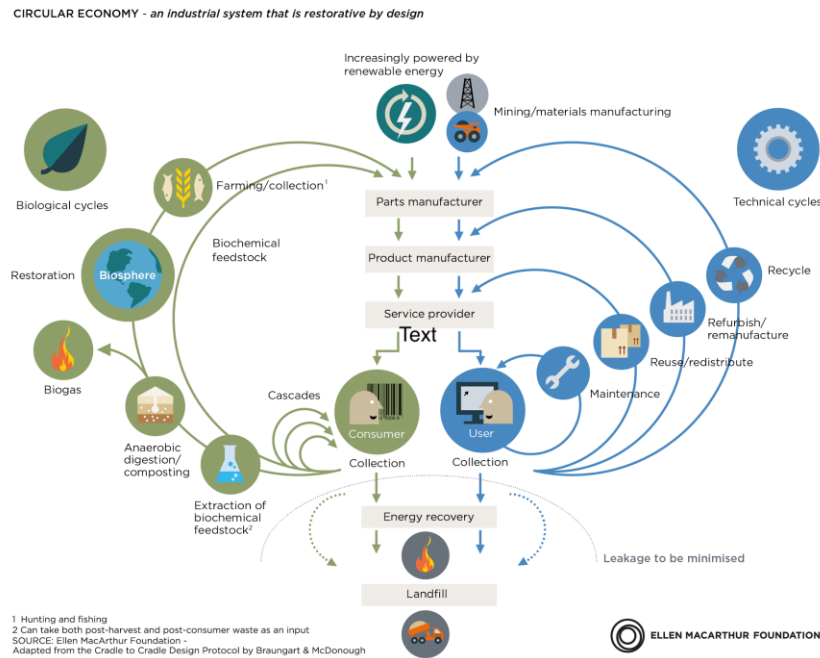 CIRCULAR ECONOMY - an industrial system that is restorative by design
Increasingly powered by
renewable energy
Mining/materials manufacturing
Biological cycles
Technical cycles
Farming/collection1
Parts manufacturer
Biochemical
feedstock
Product manufacturer
Restoration
Biosphere
Recycle
Service provider
Text
Refurbish/
remanufacture
Reuse/redistribute
Biogas
Maintenance
Cascades
Consumer
User
Anaerobic
digestion/
composting
Collection
Collection
Extraction of
biochemical
feedstock2
Energy recovery
Leakage to be minimised
Landfill
1 Hunting and fishing
2 Can take both post-harvest and post-consumer waste as an input
SOURCE: Ellen MacArthur Foundation -
Adapted from the Cradle to Cradle Design Protocol by Braungart & McDonough
ELLEN MACARTHUR FOUNDATION